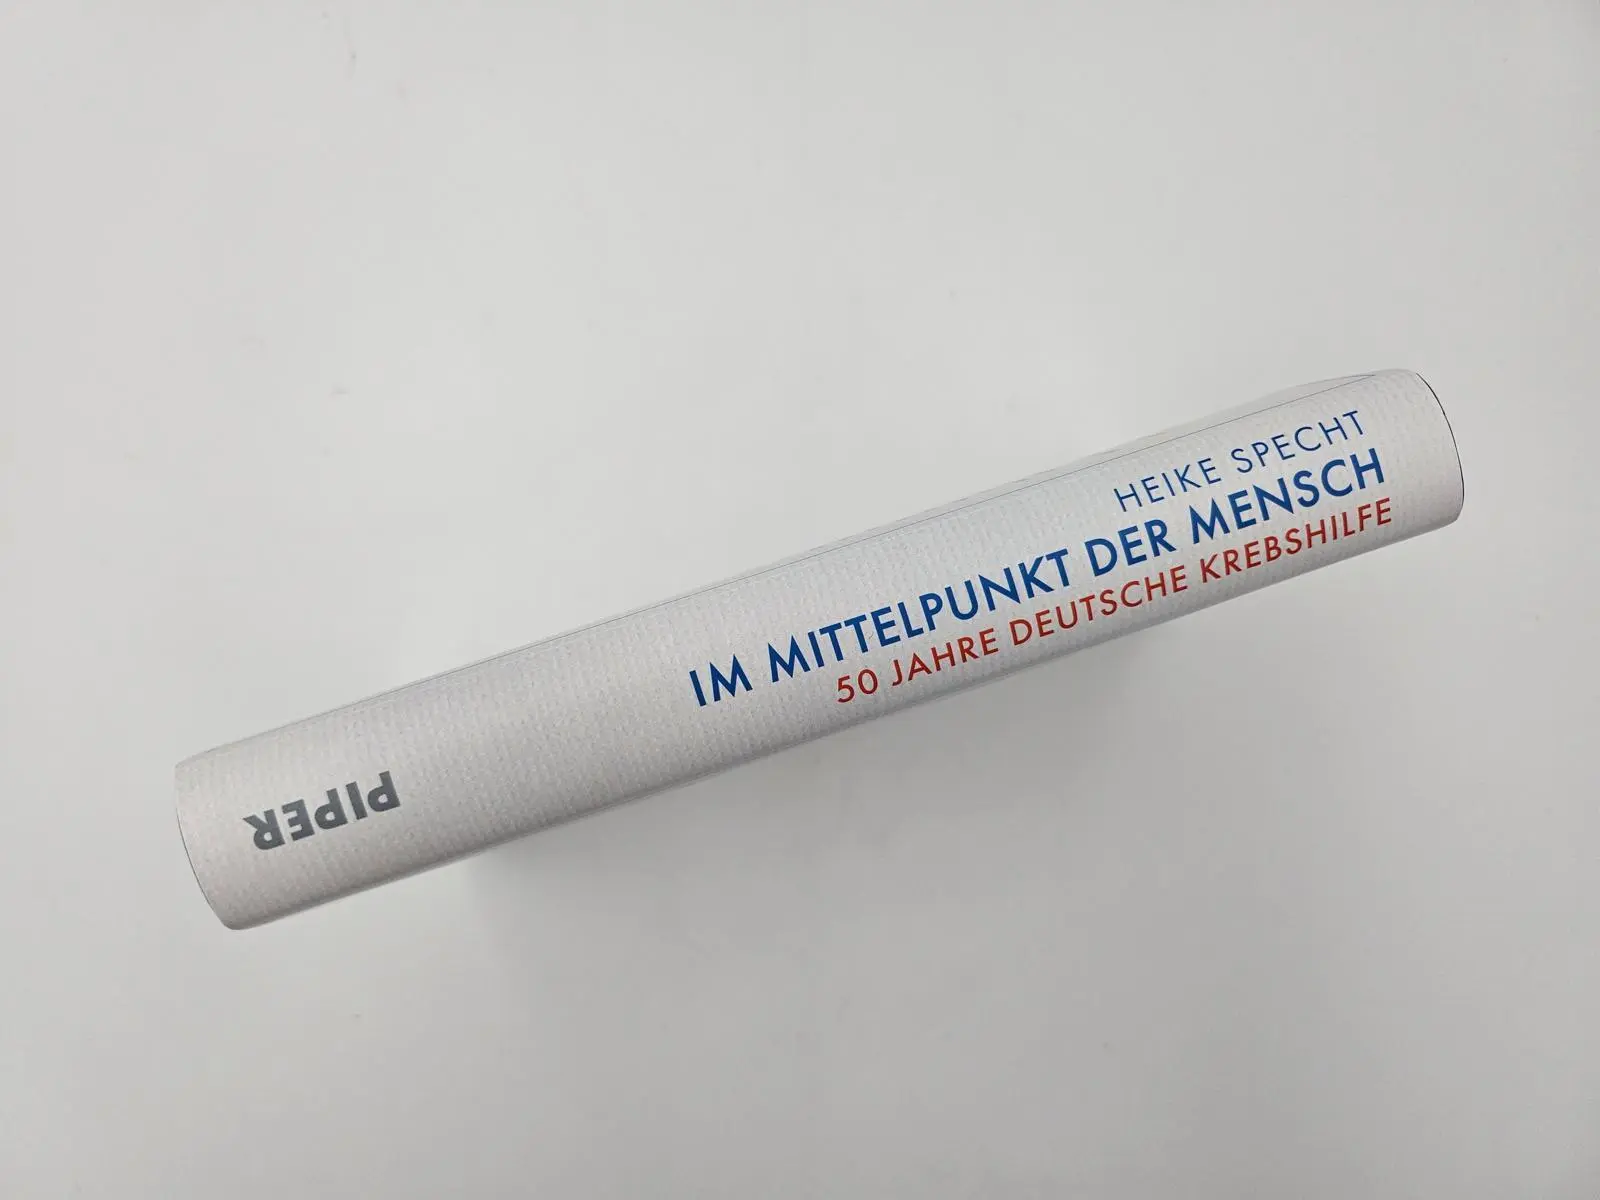 HEIKE SPECHT
IM MITTELPUNKT DER MENSCH
50 JAHRE DEUTSCHE KREBSHILFE
PIPER